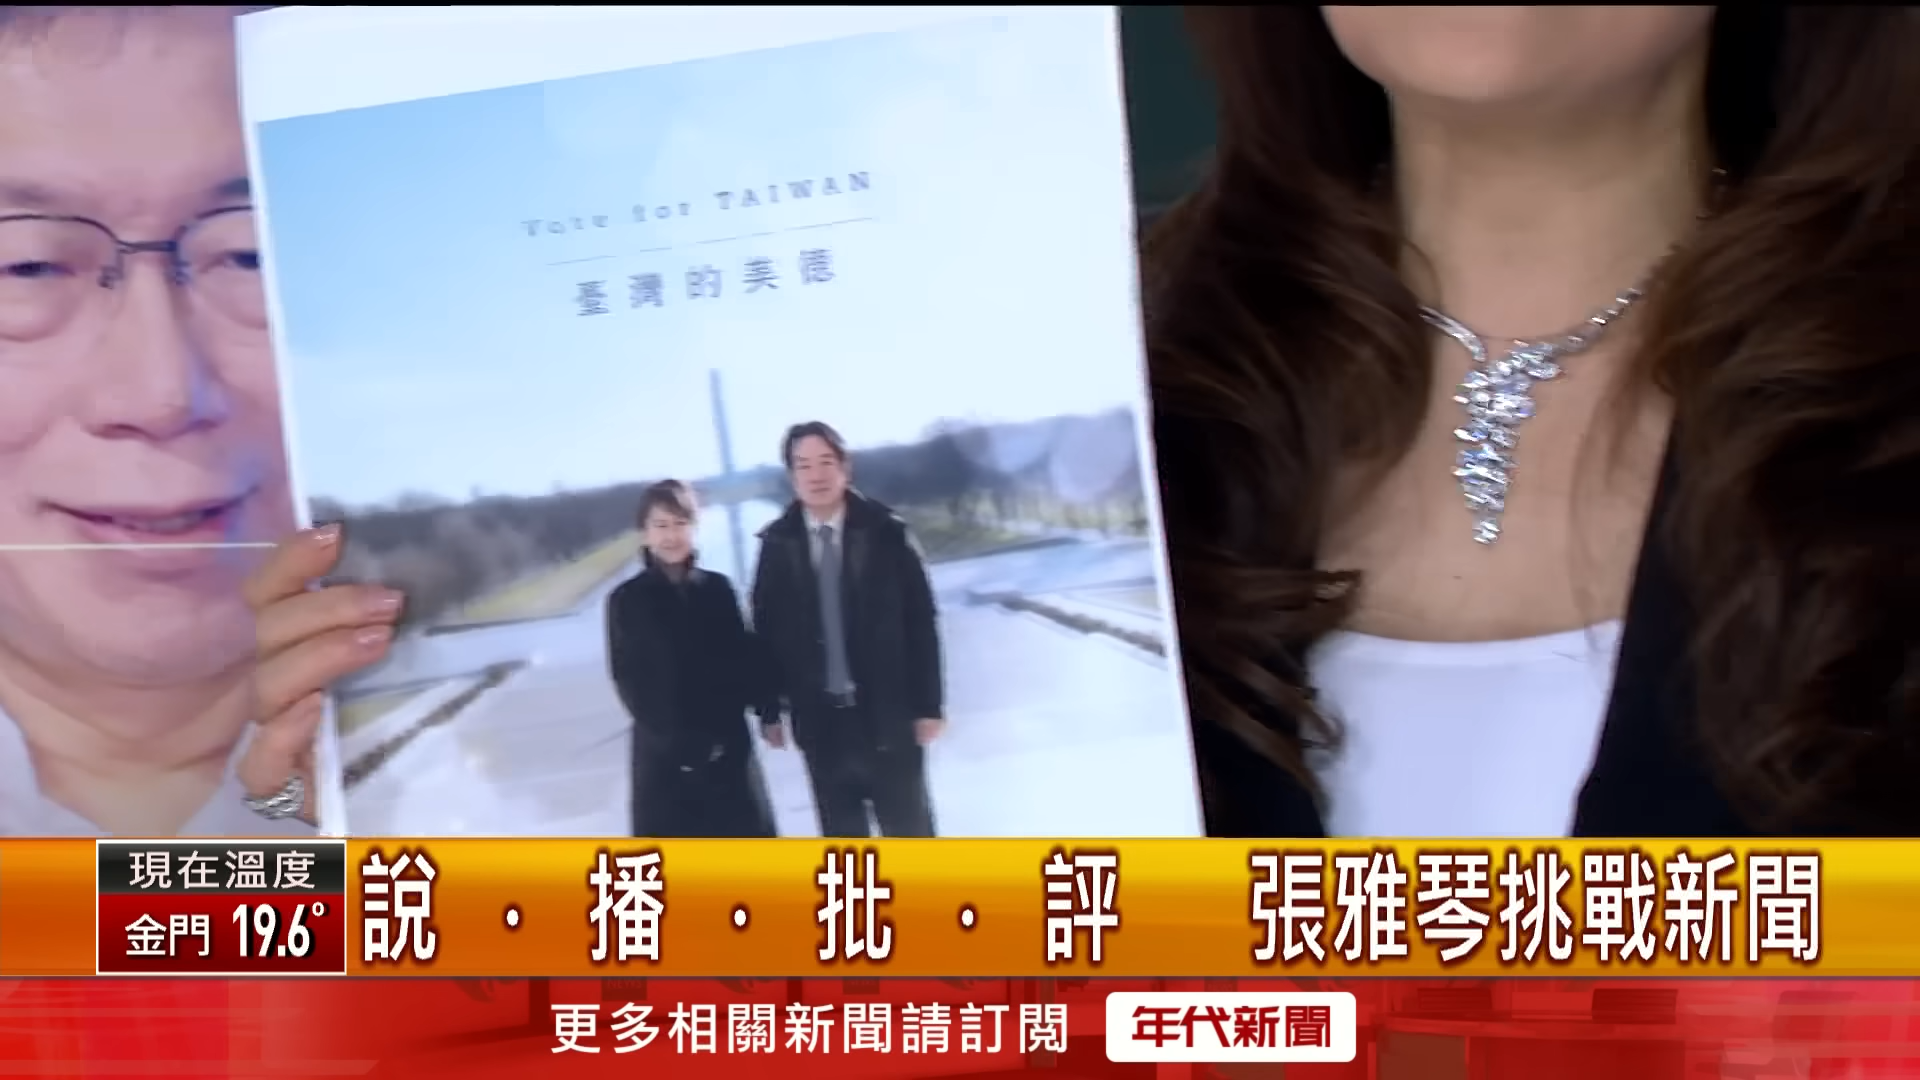 Vote for TAIWAN
臺灣的英德
現在溫度
金門 19.6°
說・播・批・評 張雅琴挑戰新聞
更多相關新聞請訂閱 年代新聞